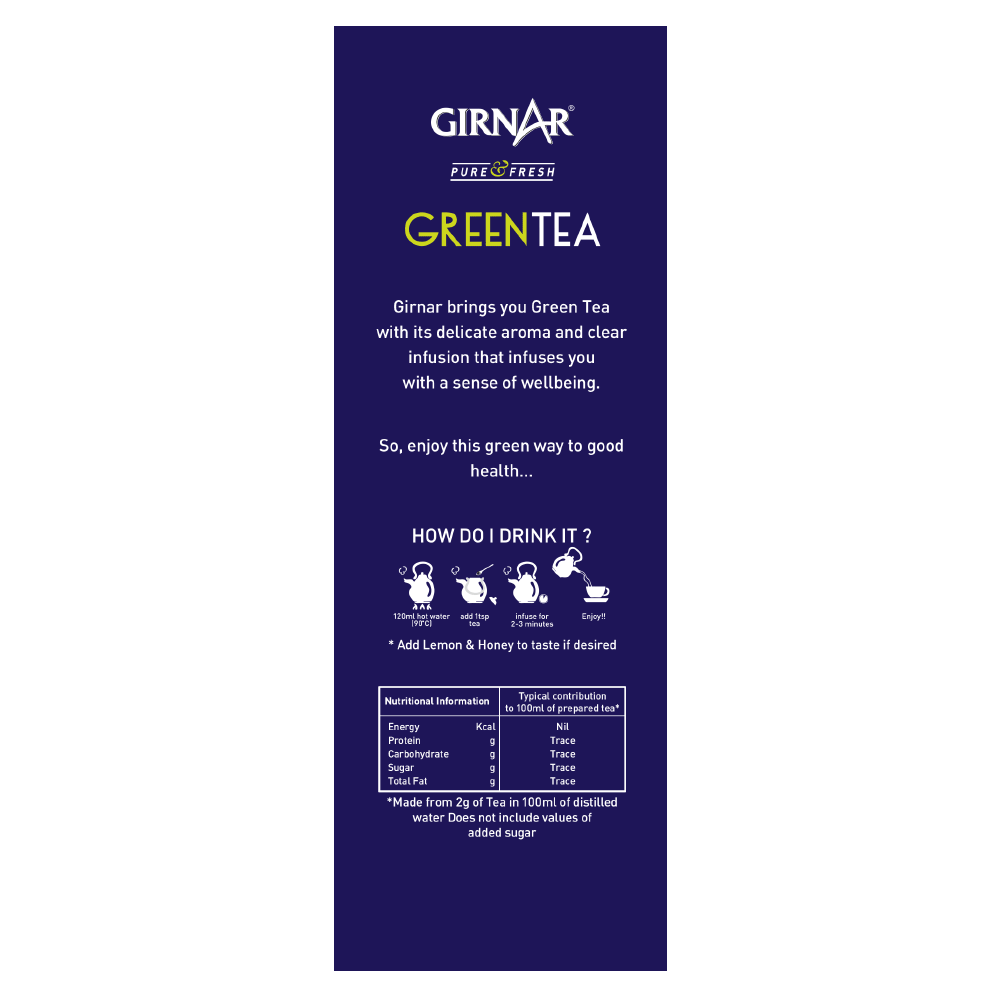 GIRNAR®
PURE & FRESH
GREENTEA
Girnar brings you Green Tea
with its delicate aroma and clear
infusion that infuses you
with a sense of wellbeing.
So, enjoy this green way to good
health...
HOW DO I DRINK IT ?
120ml hot water
(90°C)
add 1tsp
tea
infuse for
2-3 minutes
Enjoy!!
* Add Lemon & Honey to taste if desired
Nutritional Information
Typical contribution
to 100ml of prepared tea*
Energy Kcal Nil
Protein g Trace
Carbohydrate g Trace
Sugar g Trace
Total Fat g Trace
*Made from 2g of Tea in 100ml of distilled
water Does not include values of
added sugar